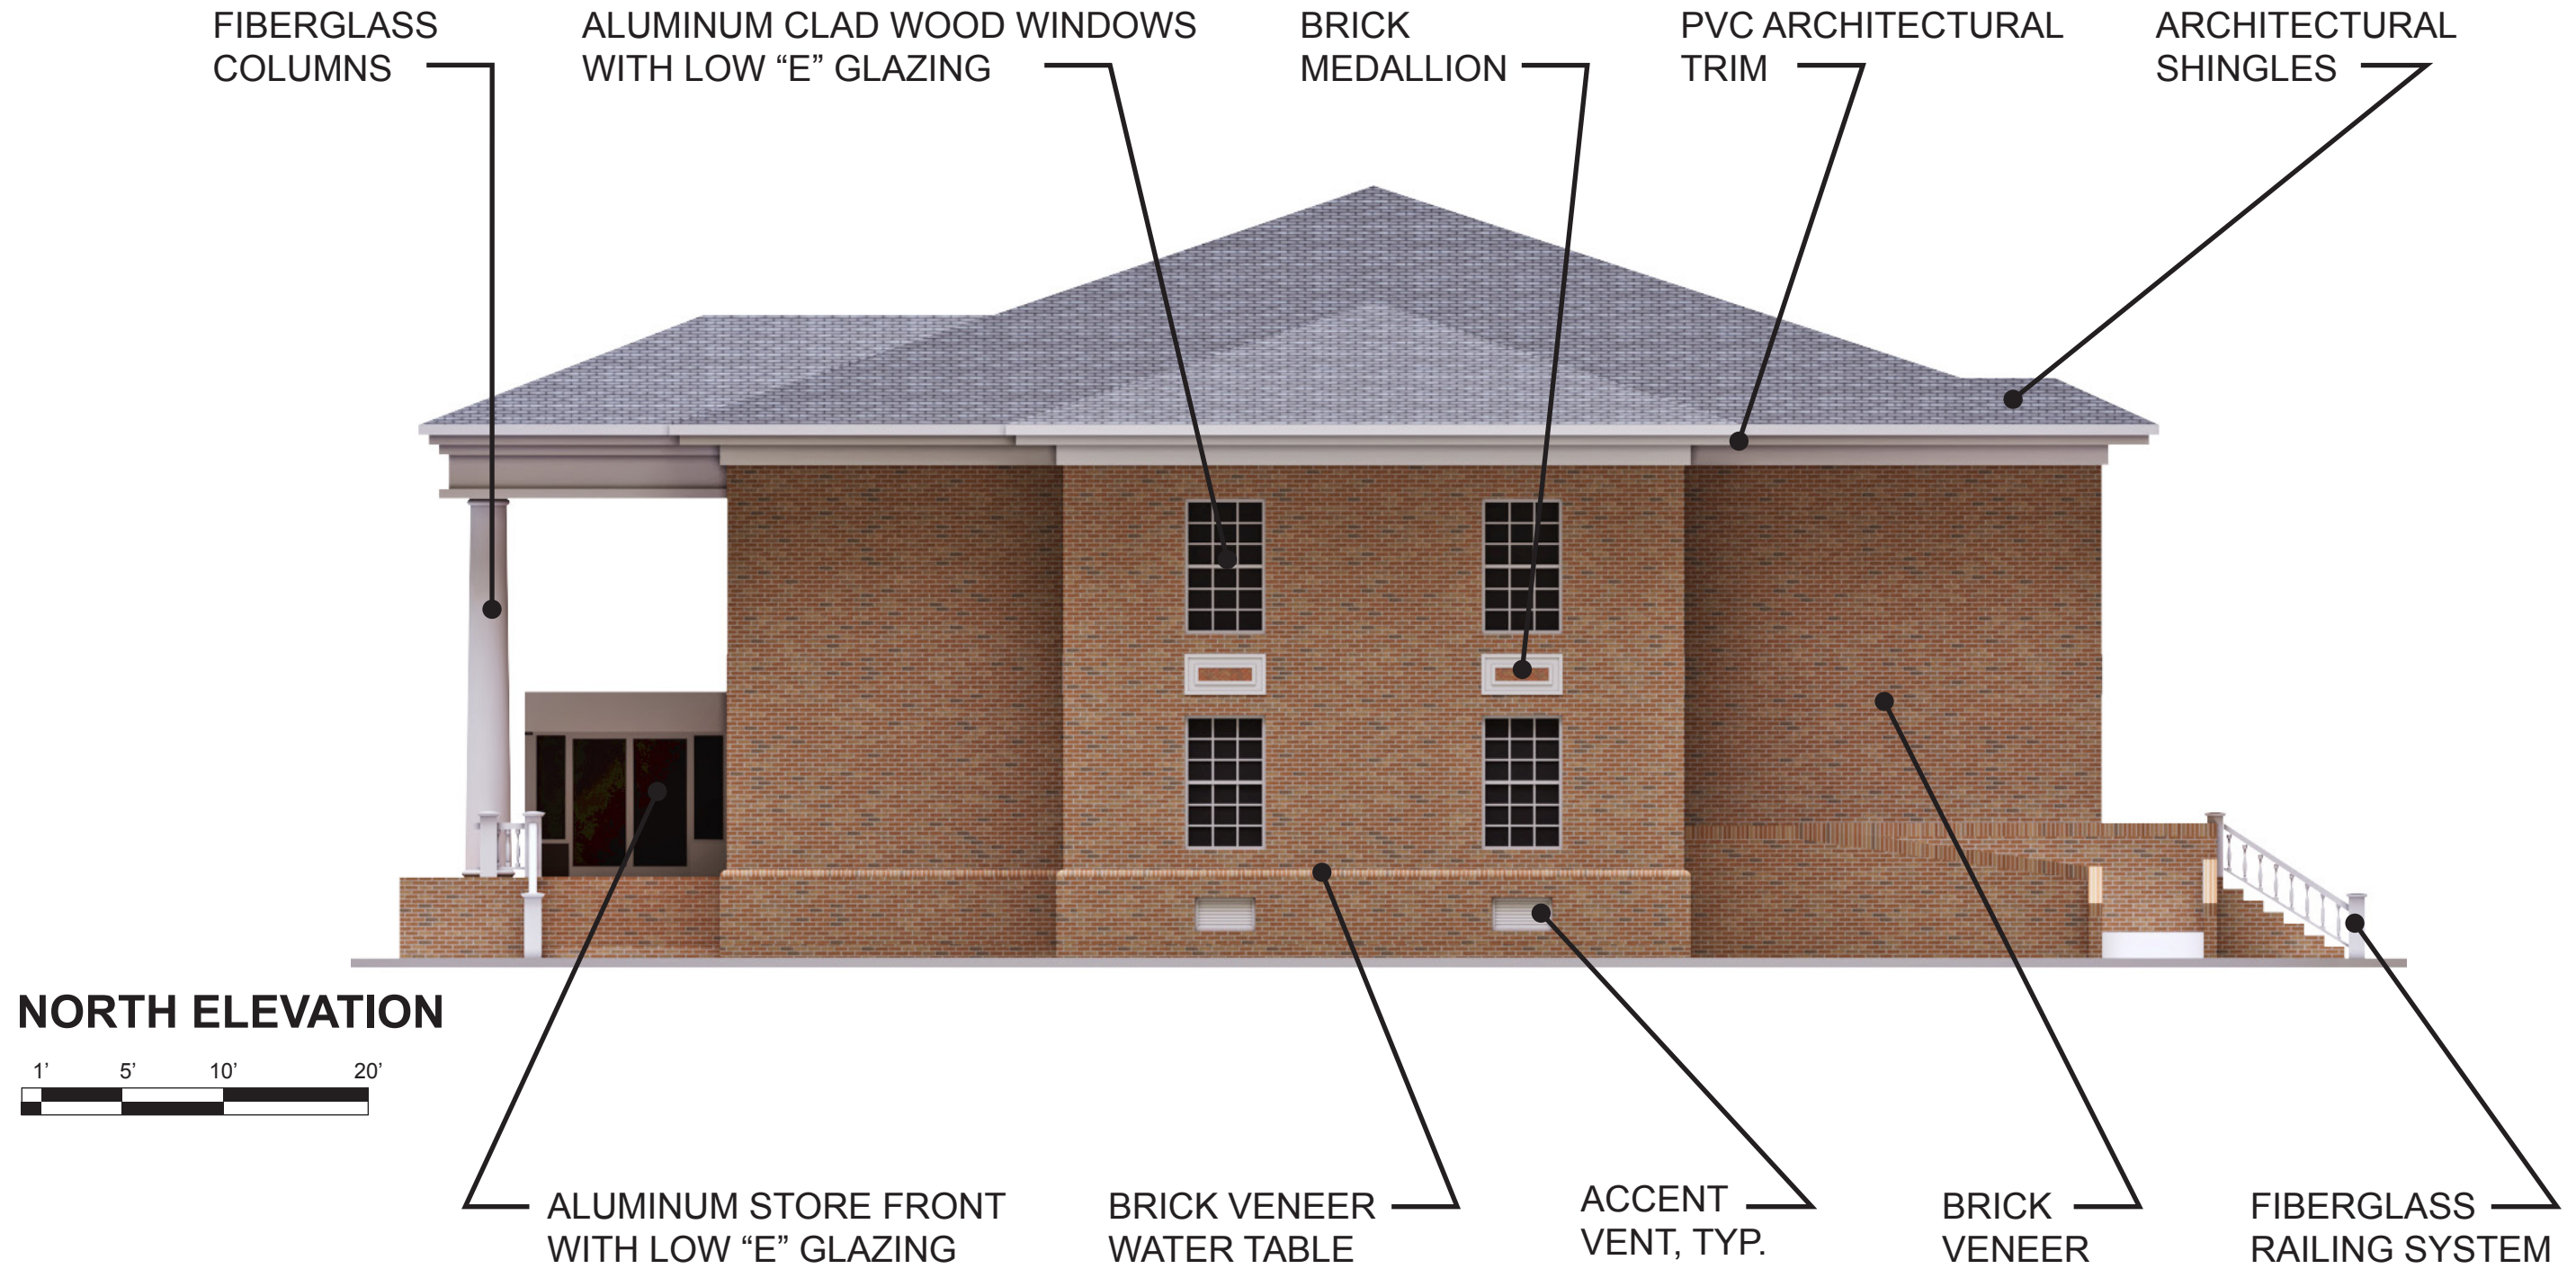 FIBERGLASS
COLUMNS
ALUMINUM CLAD WOOD WINDOWS
WITH LOW “E” GLAZING
BRICK
MEDALLION
PVC ARCHITECTURAL
TRIM
ARCHITECTURAL
SHINGLES
NORTH ELEVATION
1’ 5’ 10’ 20’
ALUMINUM STORE FRONT
WITH LOW “E” GLAZING
BRICK VENEER
WATER TABLE
ACCENT
VENT, TYP.
BRICK
VENEER
FIBERGLASS
RAILING SYSTEM